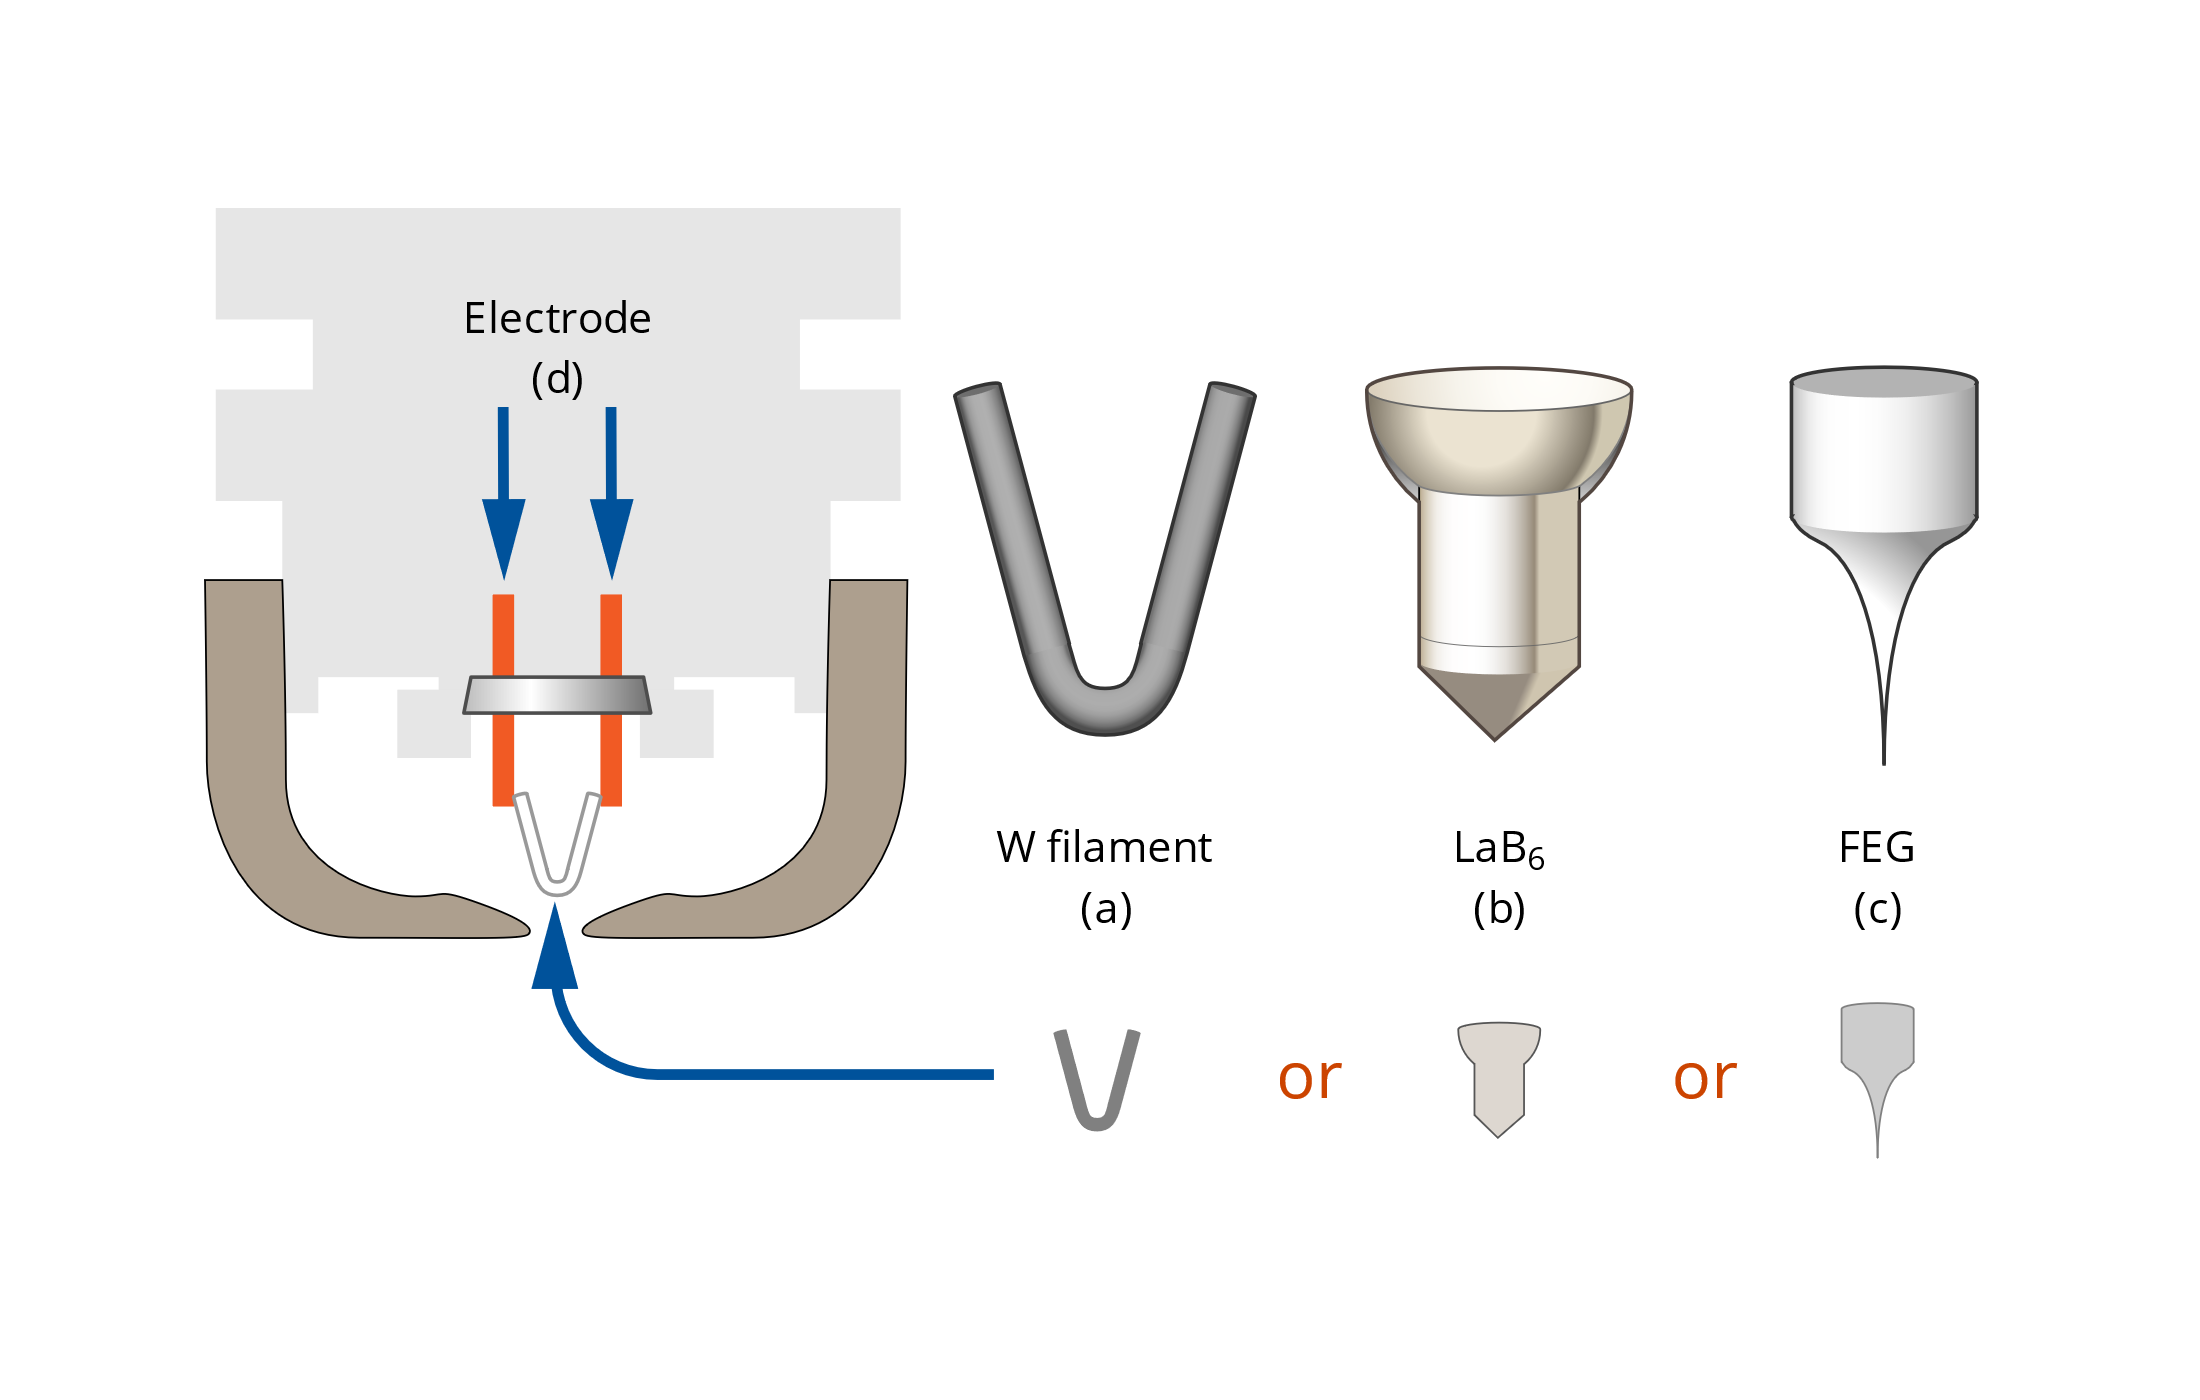 Electrode
(d)
W filament
(a)
LaB₆
(b)
FEG
(c)
or
or